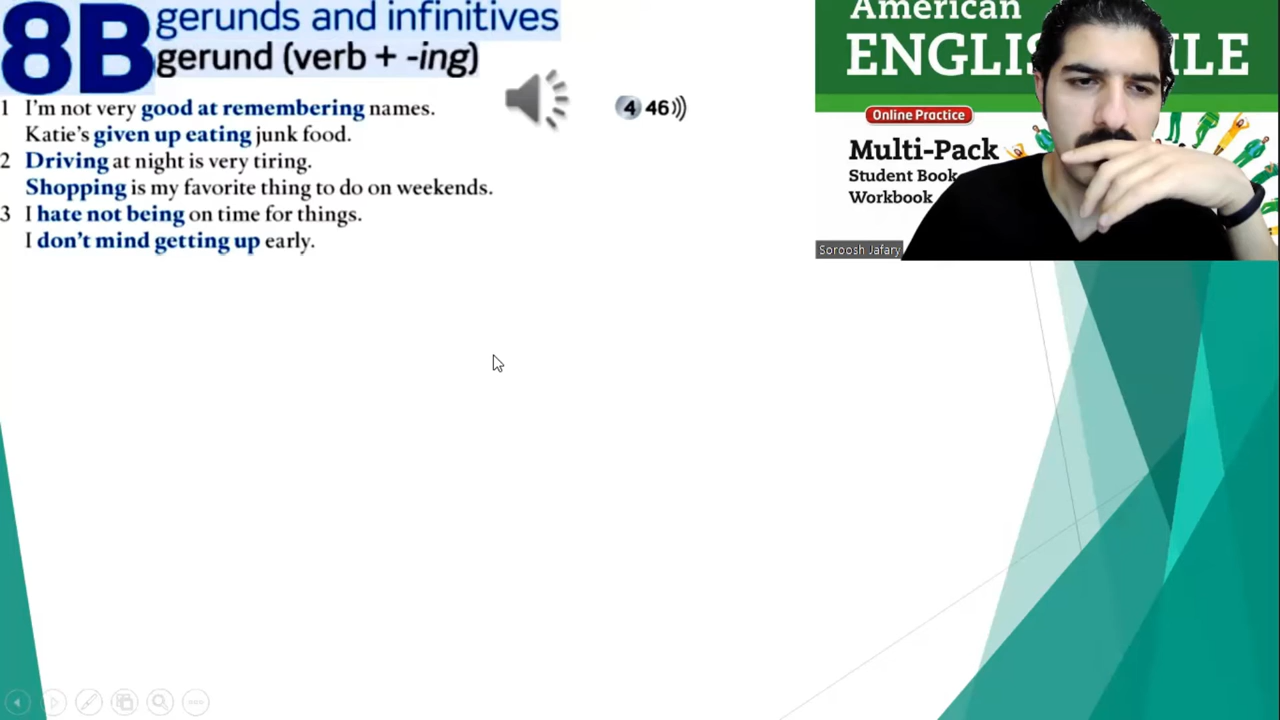 8B gerunds and infinitives
gerund (verb + -ing)
4 46
1 I'm not very good at remembering names.
Katie's given up eating junk food.
2 Driving at night is very tiring.
Shopping is my favorite thing to do on weekends.
3 I hate not being on time for things.
I don't mind getting up early.
American
ENGLISH FILE
Online Practice
Multi-Pack
Student Book
Workbook
Soroosh Jafary